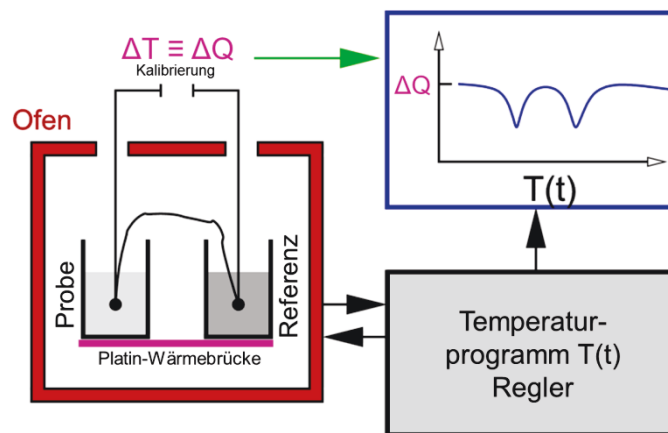 ΔT ≡ ΔQ
Kalibrierung
Ofen
Probe
Referenz
Platin-Wärmebrücke
ΔQ
T(t)
Temperatur-
programm T(t)
Regler